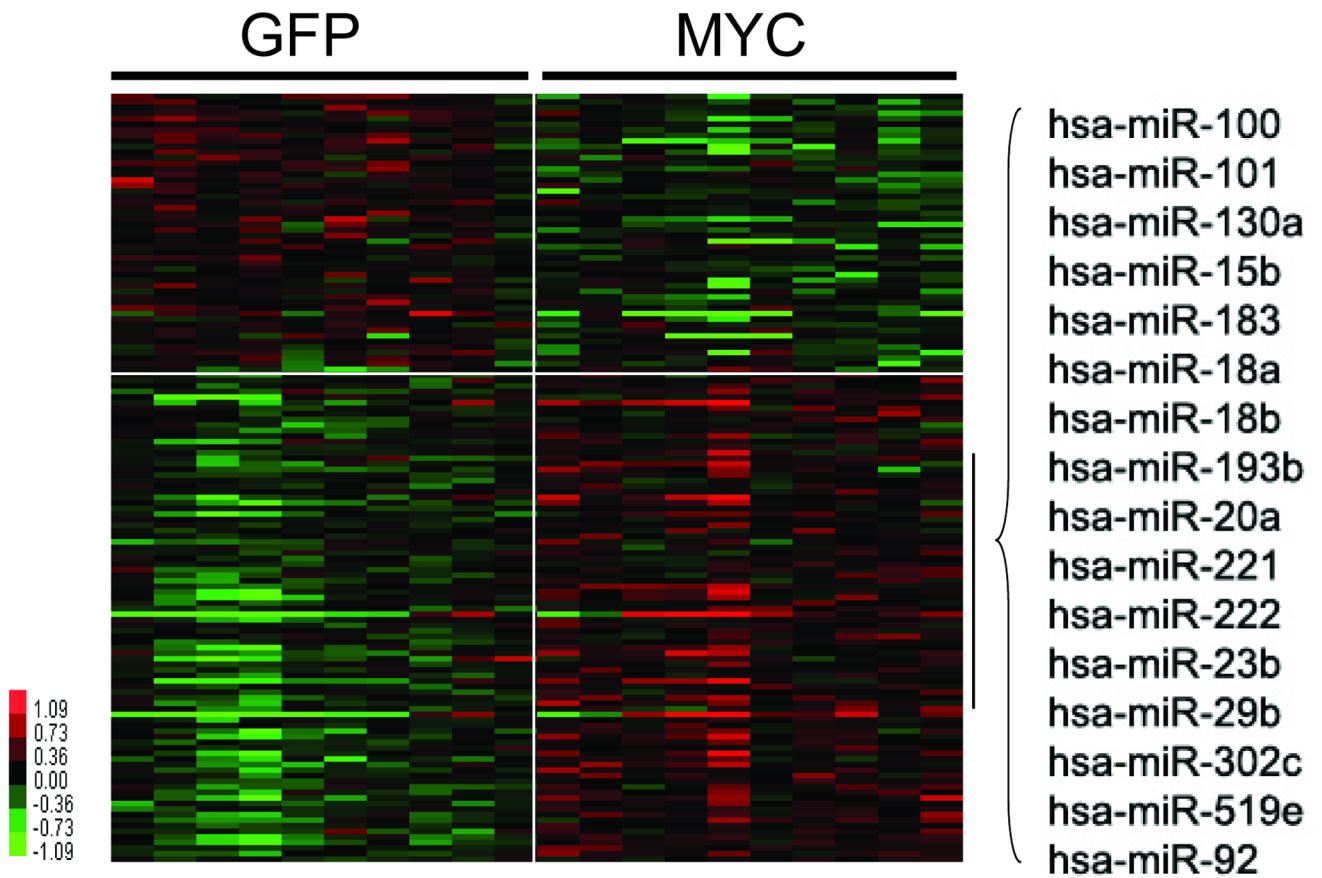 GFP MYC
hsa-miR-100
hsa-miR-101
hsa-miR-130a
hsa-miR-15b
hsa-miR-183
hsa-miR-18a
hsa-miR-18b
hsa-miR-193b
hsa-miR-20a
hsa-miR-221
hsa-miR-222
hsa-miR-23b
hsa-miR-29b
hsa-miR-302c
hsa-miR-519e
hsa-miR-92
1.09
0.73
0.36
0.00
-0.36
-0.73
-1.09